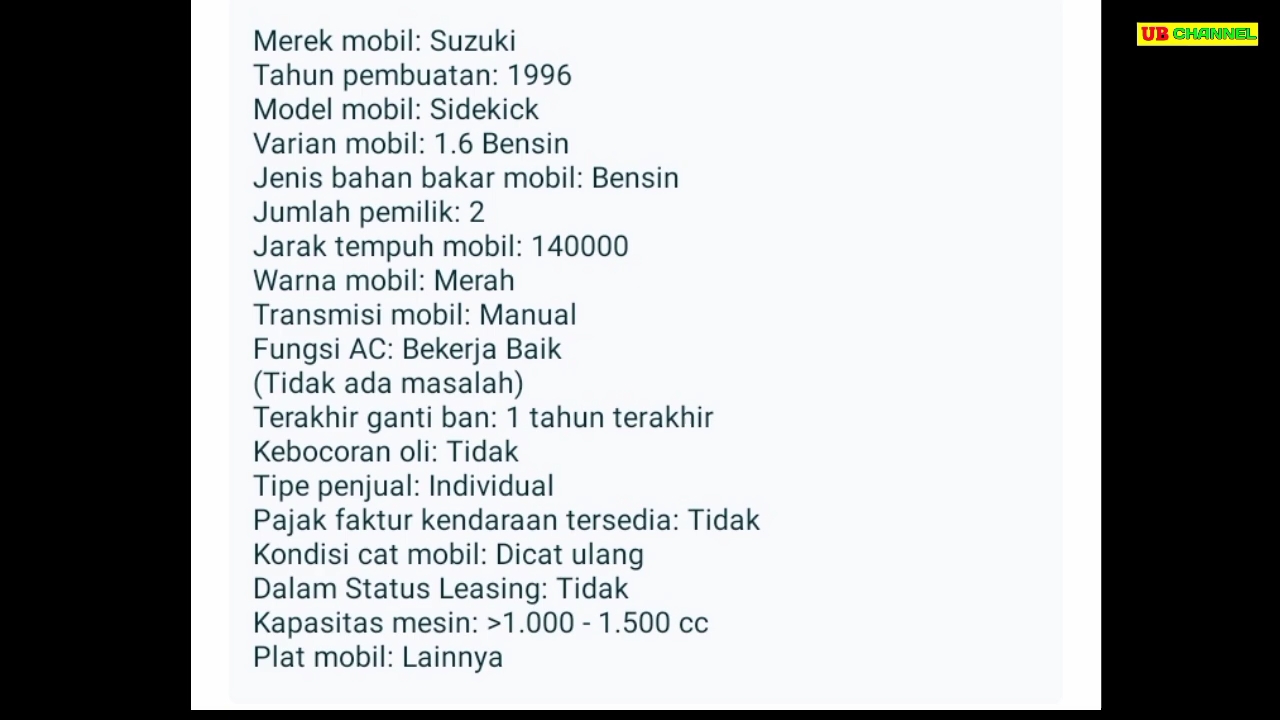 UB CHANNEL
Merek mobil: Suzuki
Tahun pembuatan: 1996
Model mobil: Sidekick
Varian mobil: 1.6 Bensin
Jenis bahan bakar mobil: Bensin
Jumlah pemilik: 2
Jarak tempuh mobil: 140000
Warna mobil: Merah
Transmisi mobil: Manual
Fungsi AC: Bekerja Baik
(Tidak ada masalah)
Terakhir ganti ban: 1 tahun terakhir
Kebocoran oli: Tidak
Tipe penjual: Individual
Pajak faktur kendaraan tersedia: Tidak
Kondisi cat mobil: Dicat ulang
Dalam Status Leasing: Tidak
Kapasitas mesin: >1.000 - 1.500 cc
Plat mobil: Lainnya